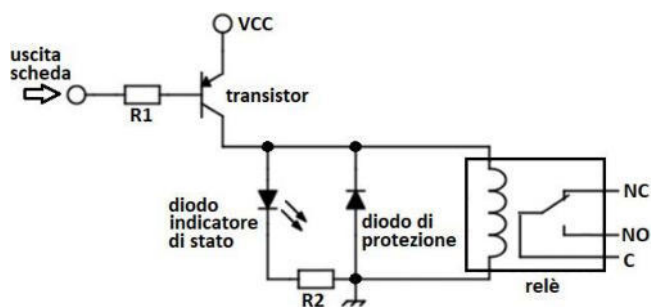 VCC
uscita
scheda
transistor
R1
diodo
indicatore
di stato
diodo di
protezione
NC
NO
C
R2
relè